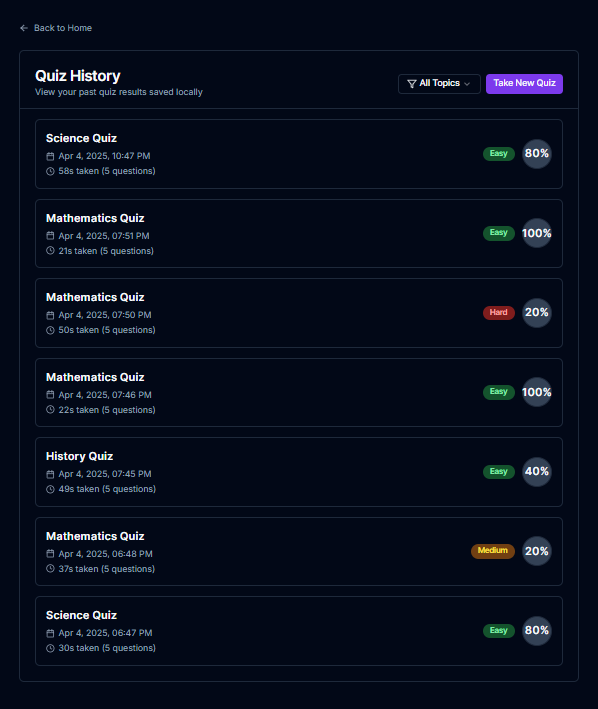 Back to Home
Quiz History
View your past quiz results saved locally
All Topics
Take New Quiz
Science Quiz
Apr 4, 2025, 10:47 PM
58s taken (5 questions)
Easy
80%
Mathematics Quiz
Apr 4, 2025, 07:51 PM
21s taken (5 questions)
Easy
100%
Mathematics Quiz
Apr 4, 2025, 07:50 PM
50s taken (5 questions)
Hard
20%
Mathematics Quiz
Apr 4, 2025, 07:46 PM
22s taken (5 questions)
Easy
100%
History Quiz
Apr 4, 2025, 07:45 PM
49s taken (5 questions)
Easy
40%
Mathematics Quiz
Apr 4, 2025, 06:48 PM
37s taken (5 questions)
Medium
20%
Science Quiz
Apr 4, 2025, 06:47 PM
30s taken (5 questions)
Easy
80%